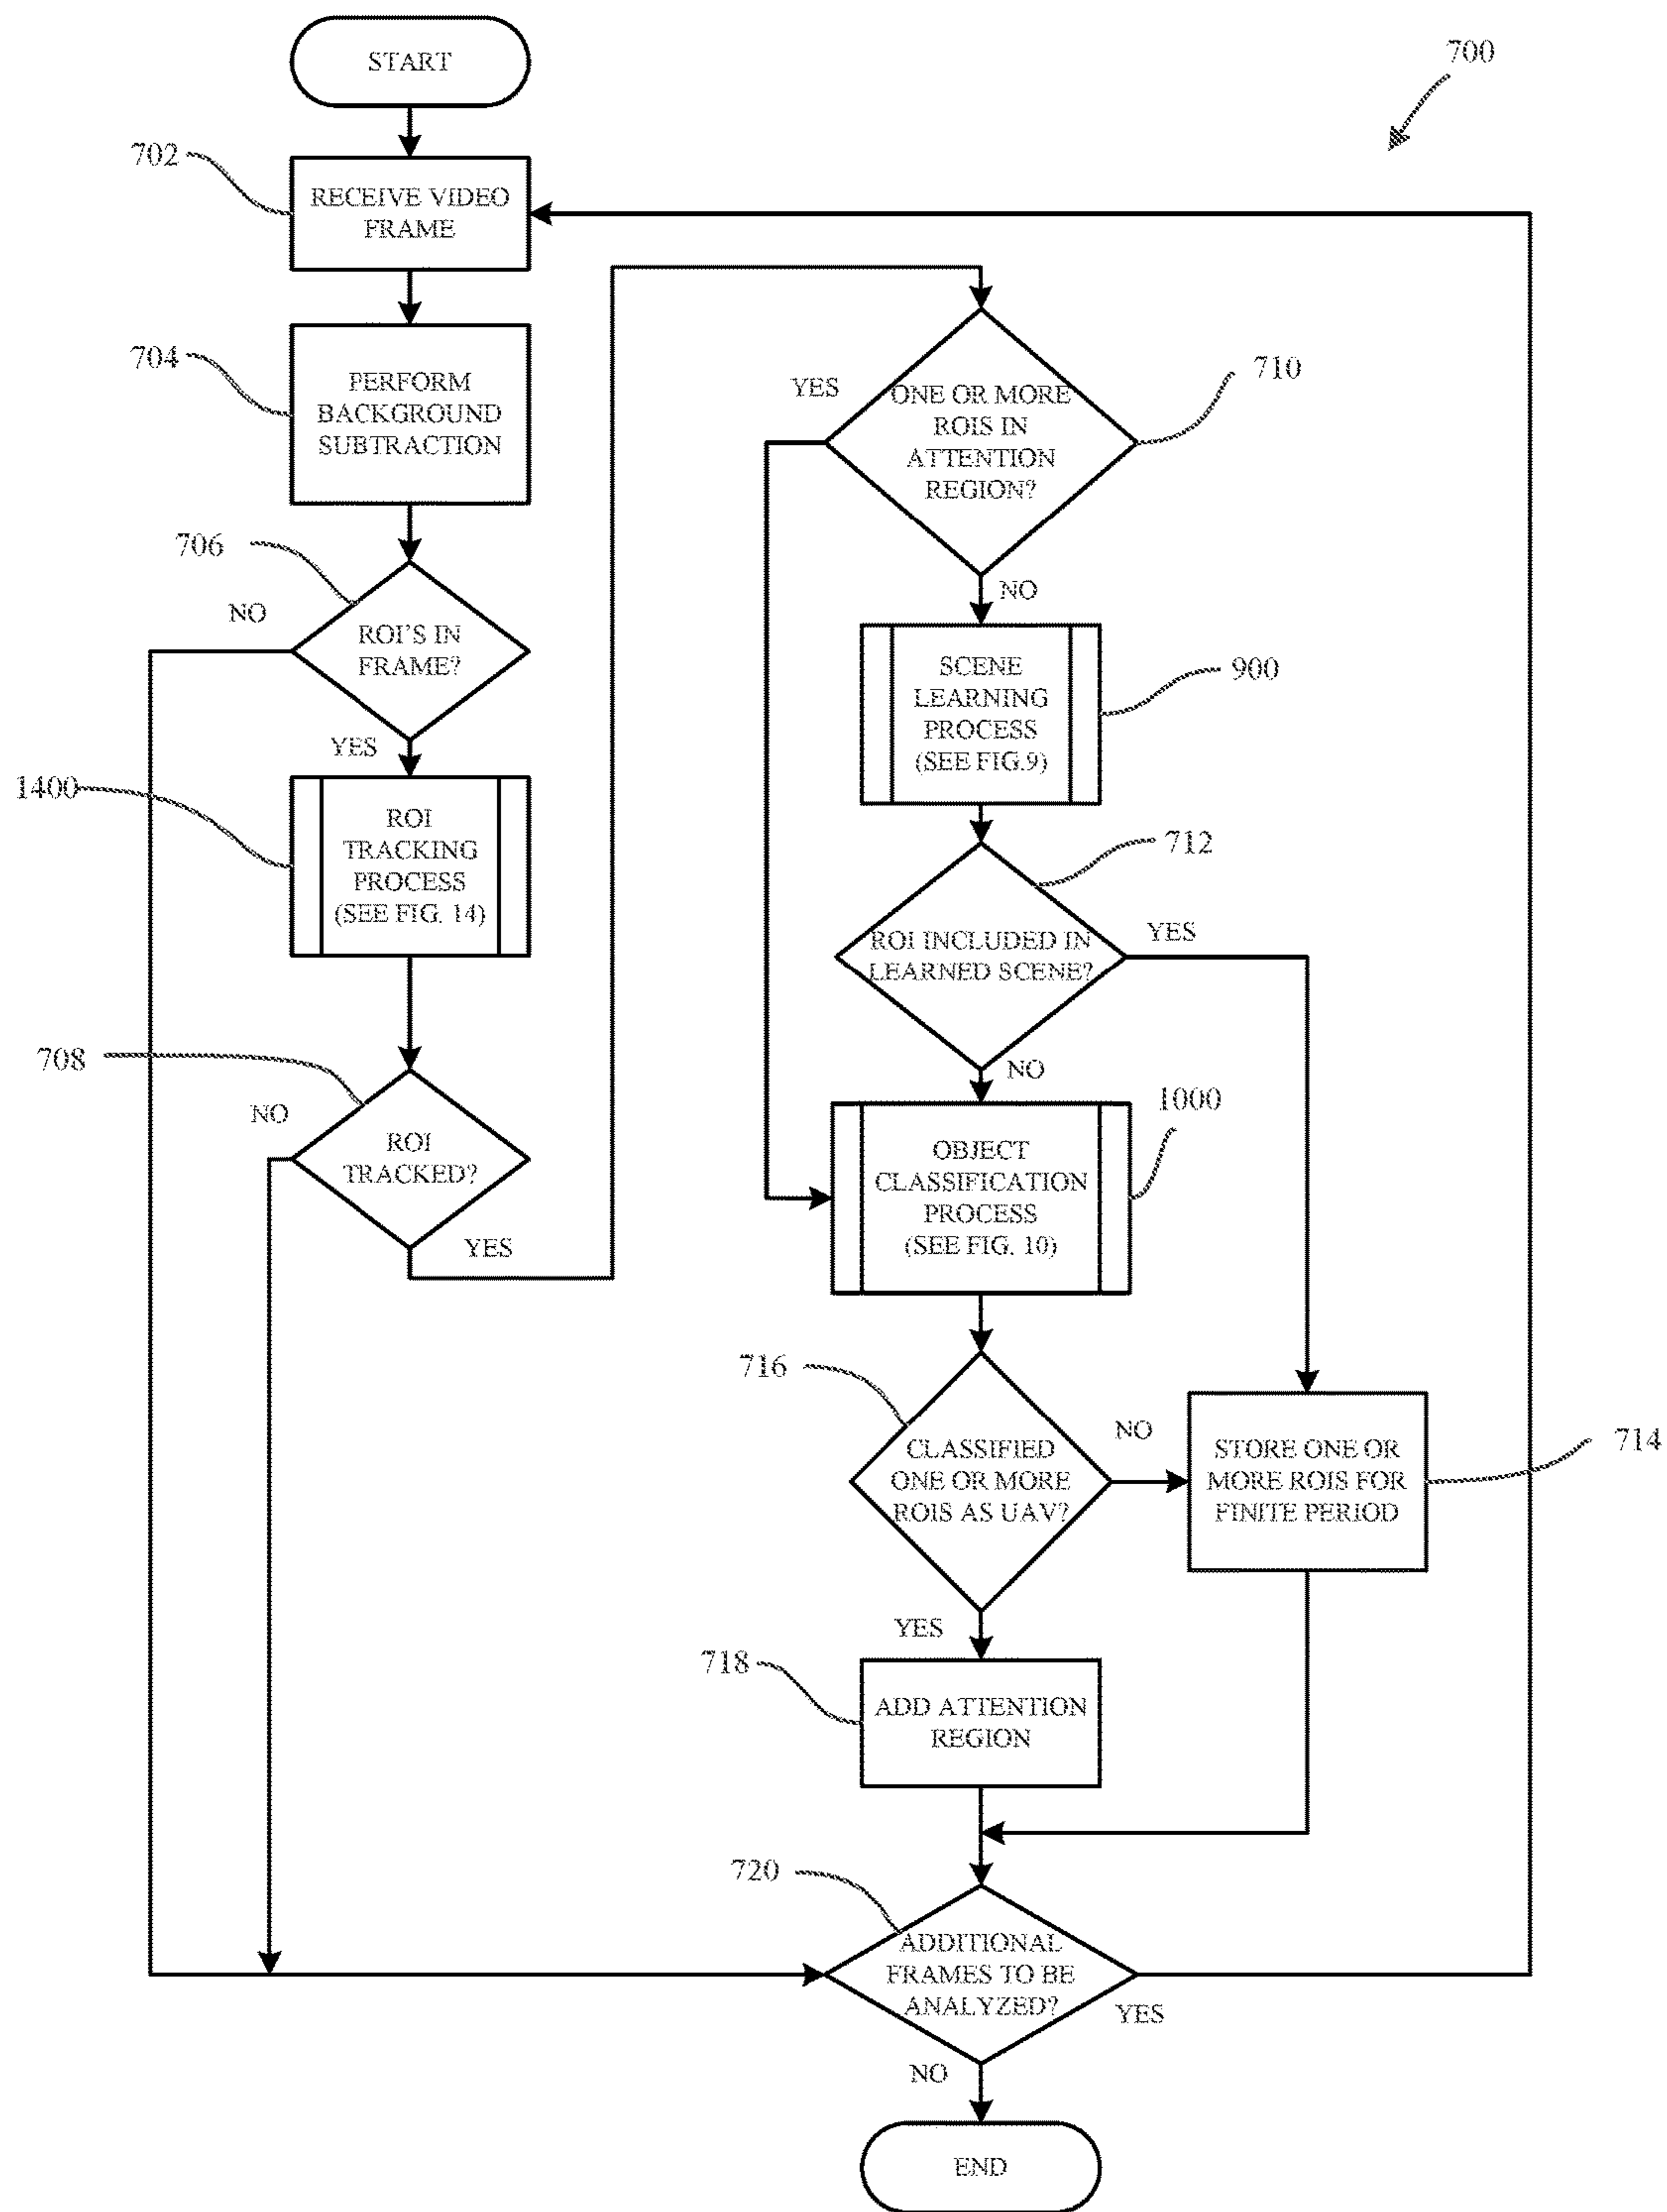 START
700
702
RECEIVE VIDEO
FRAME
704
PERFORM
BACKGROUND
SUBTRACTION
706
NO
ROI'S IN
FRAME?
YES
1400
ROI
TRACKING
PROCESS
(SEE FIG. 14)
708
NO
ROI
TRACKED?
YES
710
YES
ONE OR MORE
ROIS IN
ATTENTION
REGION?
NO
900
SCENE
LEARNING
PROCESS
(SEE FIG.9)
712
ROI INCLUDED IN
LEARNED SCENE?
YES
NO
1000
OBJECT
CLASSIFICATION
PROCESS
(SEE FIG. 10)
716
CLASSIFIED
ONE OR MORE
ROIS AS UAV?
NO
STORE ONE OR
MORE ROIS FOR
FINITE PERIOD
714
YES
718
ADD ATTENTION
REGION
720
ADDITIONAL
FRAMES TO BE
ANALYZED?
YES
NO
END